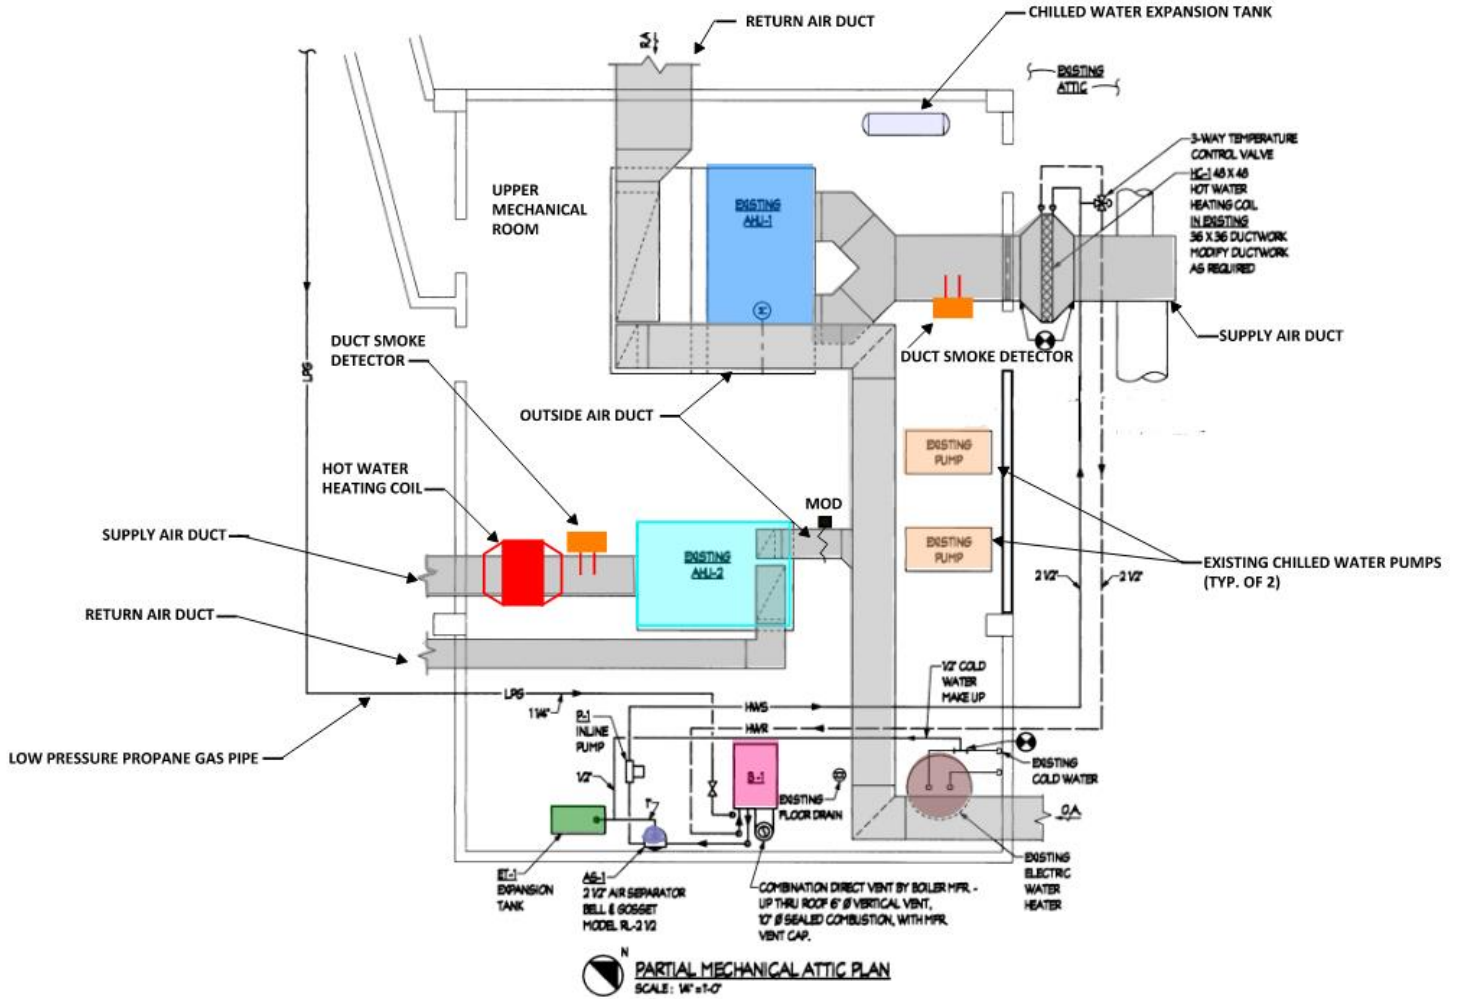 RETURN AIR DUCT
CHILLED WATER EXPANSION TANK
R.A.
EXISTING
ATTIC
3-WAY TEMPERATURE
CONTROL VALVE
HC-1 48 X 48
HOT WATER
HEATING COIL
IN EXISTING
36 X 36 DUCTWORK
MODIFY DUCTWORK
AS REQUIRED
UPPER
MECHANICAL
ROOM
EXISTING
AHU-1
M
DUCT SMOKE
DETECTOR
DUCT SMOKE DETECTOR
SUPPLY AIR DUCT
LPG
OUTSIDE AIR DUCT
EXISTING
PUMP
HOT WATER
HEATING COIL
MOD
SUPPLY AIR DUCT
EXISTING
AHU-2
EXISTING
PUMP
EXISTING CHILLED WATER PUMPS
(TYP. OF 2)
2 1/2"
2 1/2"
RETURN AIR DUCT
1/2" COLD
WATER
MAKE UP
LPG
1 1/4"
HWS
HWR
P-1
INLINE
PUMP
LOW PRESSURE PROPANE GAS PIPE
1/2"
B-1
EXISTING
FLOOR DRAIN
EXISTING
COLD WATER
T
O.A.
ET-1
EXPANSION
TANK
AS-1
2 1/2" AIR SEPARATOR
BELL & GOSSET
MODEL RL-2 1/2
COMBINATION DIRECT VENT BY BOILER MFR. -
UP THRU ROOF 6" Ø VERTICAL VENT,
10" Ø SEALED COMBUSTION, WITH MFR.
VENT CAP.
EXISTING
ELECTRIC
WATER
HEATER
N
PARTIAL MECHANICAL ATTIC PLAN
SCALE: 1/4"=1'-0"